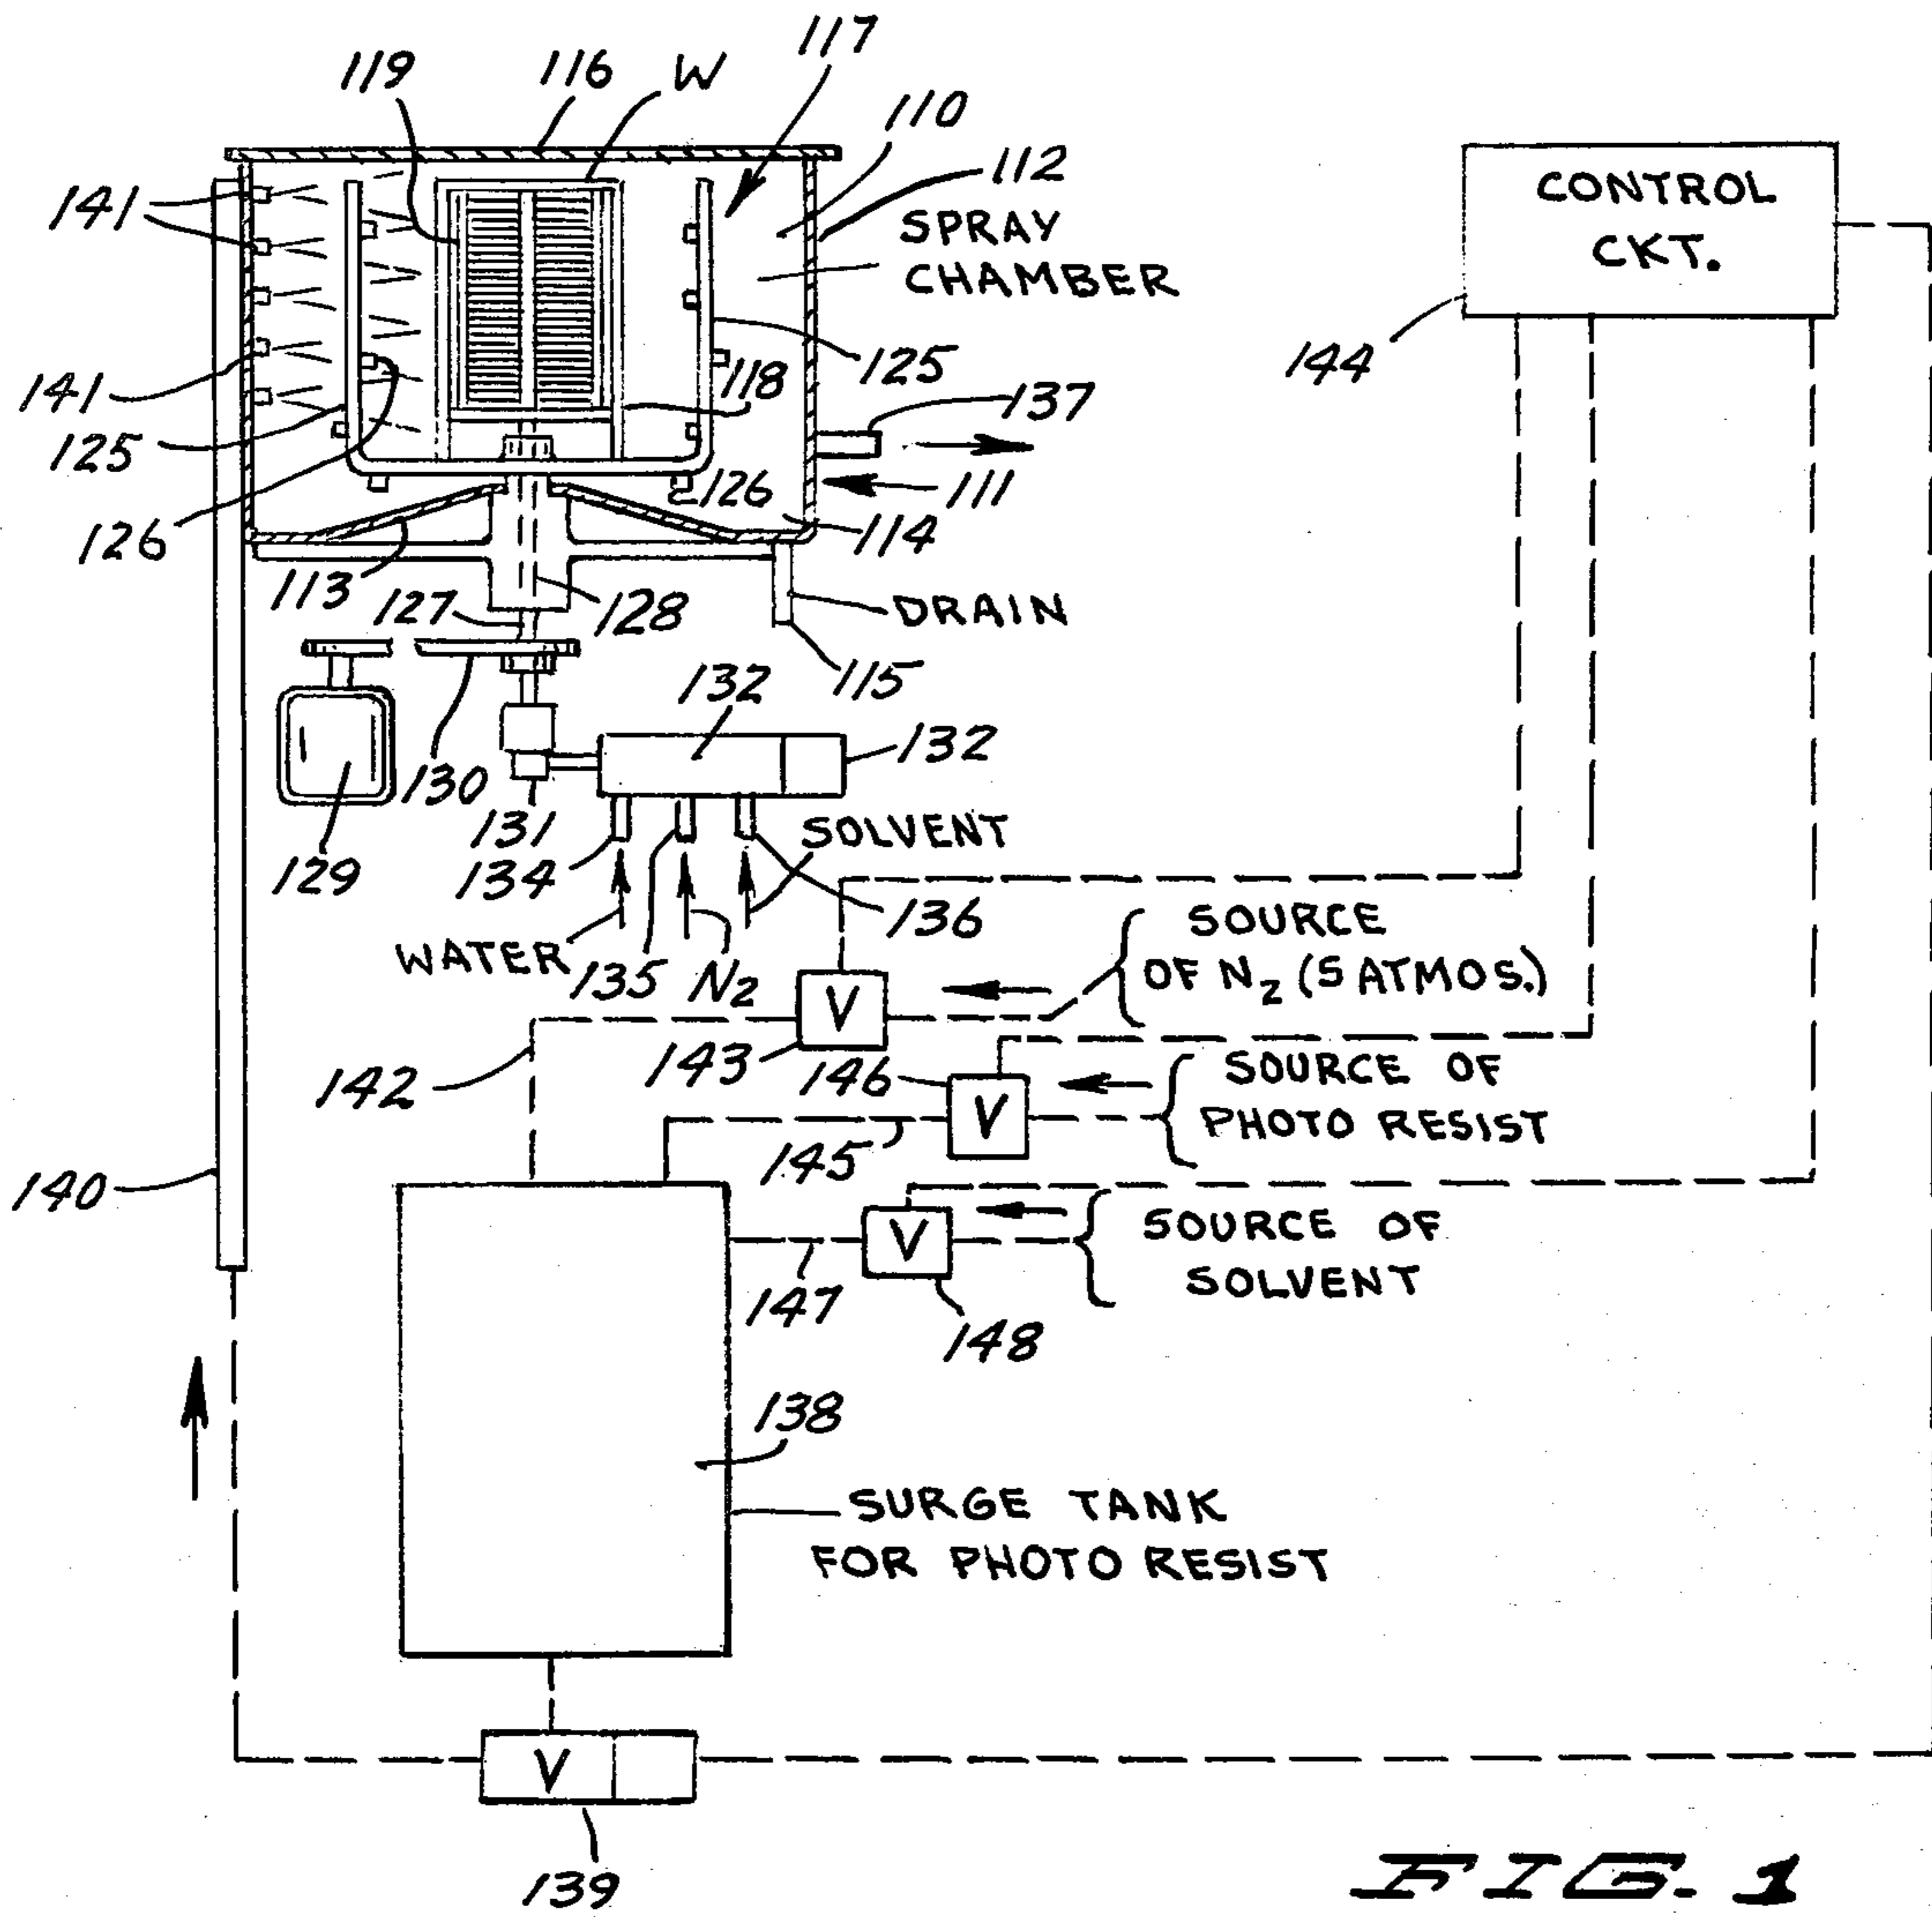 117
119
116
W
110
112
141
SPRAY
CHAMBER
CONTROL
CKT.
144
125
118
137
141
125
126
111
126
114
113
127
128
DRAIN
115
132
132
130
131
SOLVENT
129
134
136
WATER
135
N2
SOURCE
OF N2 (5 ATMOS.)
V
143
142
146
SOURCE OF
PHOTO RESIST
V
145
140
SOURCE OF
SOLVENT
V
147
148
138
SURGE TANK
FOR PHOTO RESIST
V
139
FIG. 1